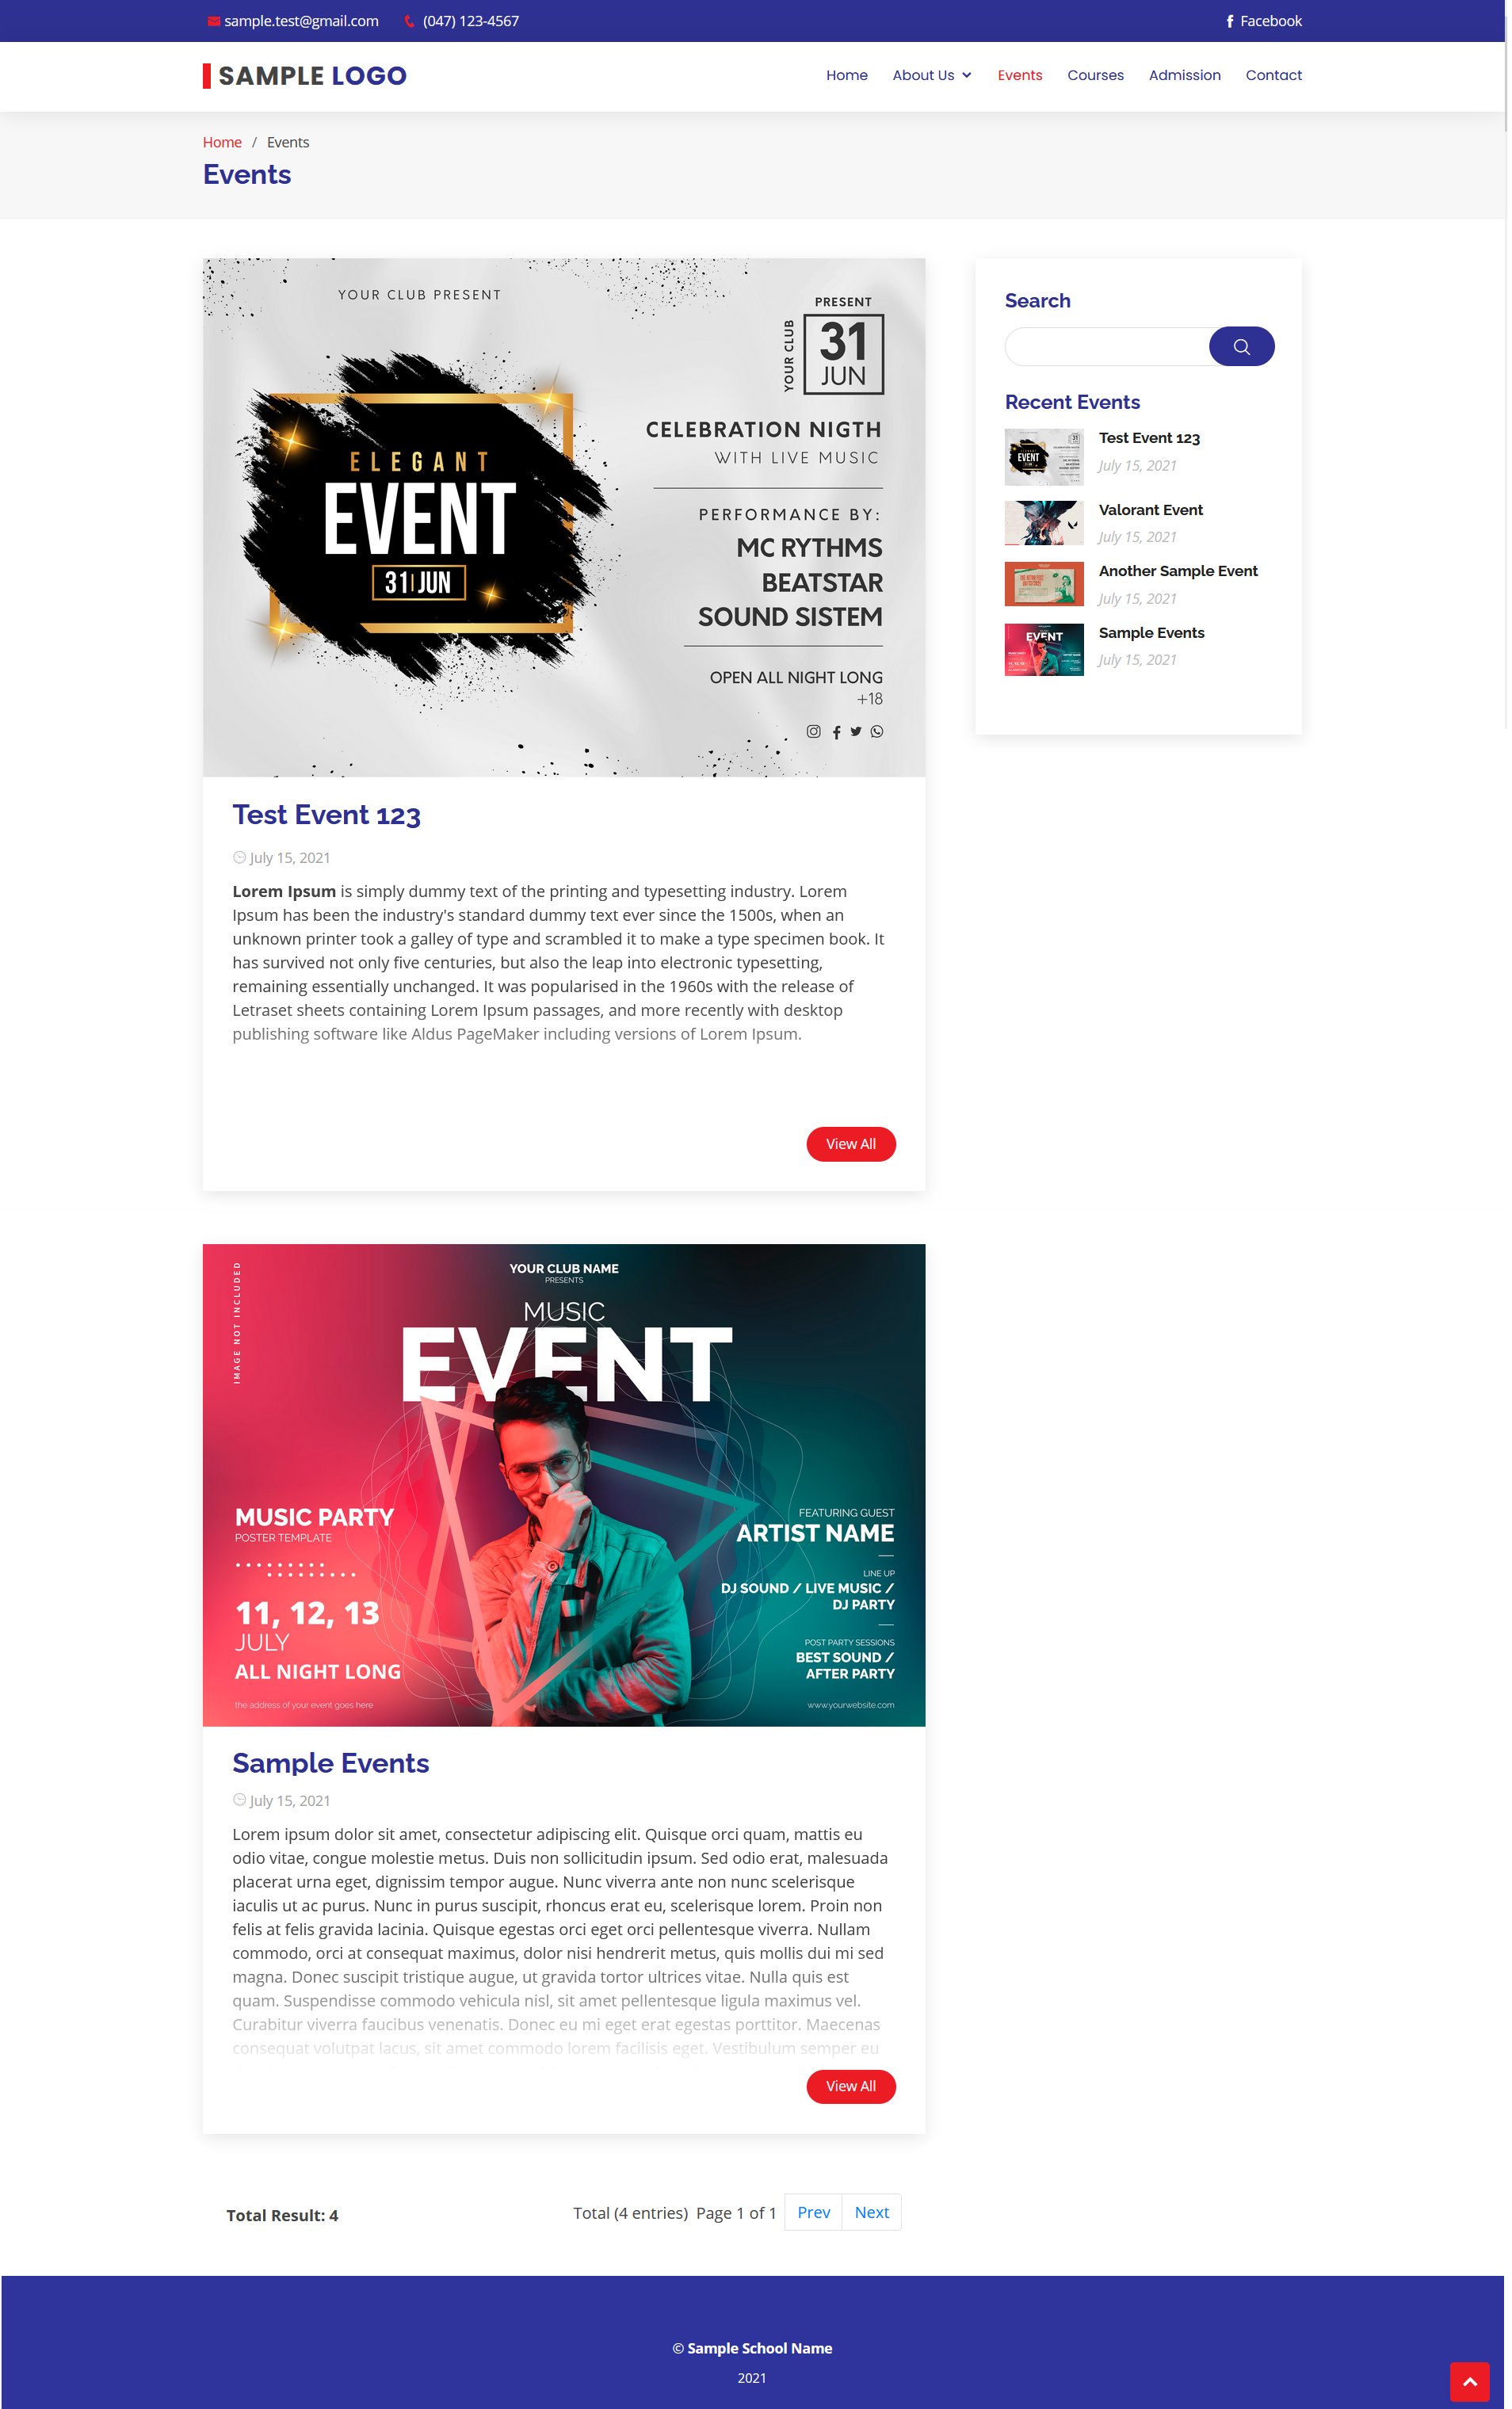 sample.test@gmail.com (047) 123-4567 Facebook
SAMPLE LOGO
Home About Us Events Courses Admission Contact
Home / Events
Events
YOUR CLUB PRESENT
PRESENT
YOUR CLUB
31
JUN
CELEBRATION NIGTH
WITH LIVE MUSIC
ELEGANT
EVENT
31 JUN
PERFORMANCE BY:
MC RYTHMS
BEATSTAR
SOUND SISTEM
OPEN ALL NIGHT LONG
+18
Test Event 123
July 15, 2021
Lorem Ipsum is simply dummy text of the printing and typesetting industry. Lorem
Ipsum has been the industry's standard dummy text ever since the 1500s, when an
unknown printer took a galley of type and scrambled it to make a type specimen book. It
has survived not only five centuries, but also the leap into electronic typesetting,
remaining essentially unchanged. It was popularised in the 1960s with the release of
Letraset sheets containing Lorem Ipsum passages, and more recently with desktop
publishing software like Aldus PageMaker including versions of Lorem Ipsum.
View All
Search
Recent Events
Test Event 123
July 15, 2021
Valorant Event
July 15, 2021
Another Sample Event
July 15, 2021
EVENT
Sample Events
July 15, 2021
IMAGE NOT INCLUDED
YOUR CLUB NAME
PRESENTS
MUSIC
EVENT
MUSIC PARTY
POSTER TEMPLATE
11, 12, 13
JULY
ALL NIGHT LONG
the address of your event goes here
FEATURING GUEST
ARTIST NAME
LINE UP
DJ SOUND / LIVE MUSIC /
DJ PARTY
POST PARTY SESSIONS
BEST SOUND /
AFTER PARTY
www.yourwebsite.com
Sample Events
July 15, 2021
Lorem ipsum dolor sit amet, consectetur adipiscing elit. Quisque orci quam, mattis eu
odio vitae, congue molestie metus. Duis non sollicitudin ipsum. Sed odio erat, malesuada
placerat urna eget, dignissim tempor augue. Nunc viverra ante non nunc scelerisque
iaculis ut ac purus. Nunc in purus suscipit, rhoncus erat eu, scelerisque lorem. Proin non
felis at felis gravida lacinia. Quisque egestas orci eget orci pellentesque viverra. Nullam
commodo, orci at consequat maximus, dolor nisi hendrerit metus, quis mollis dui mi sed
magna. Donec suscipit tristique augue, ut gravida tortor ultrices vitae. Nulla quis est
quam. Suspendisse commodo vehicula nisl, sit amet pellentesque ligula maximus vel.
Curabitur viverra faucibus venenatis. Donec eu mi eget erat egestas porttitor. Maecenas
consequat volutpat lacus, sit amet commodo lorem facilisis eget. Vestibulum semper eu
View All
Total Result: 4 Total (4 entries) Page 1 of 1 Prev Next
© Sample School Name
2021